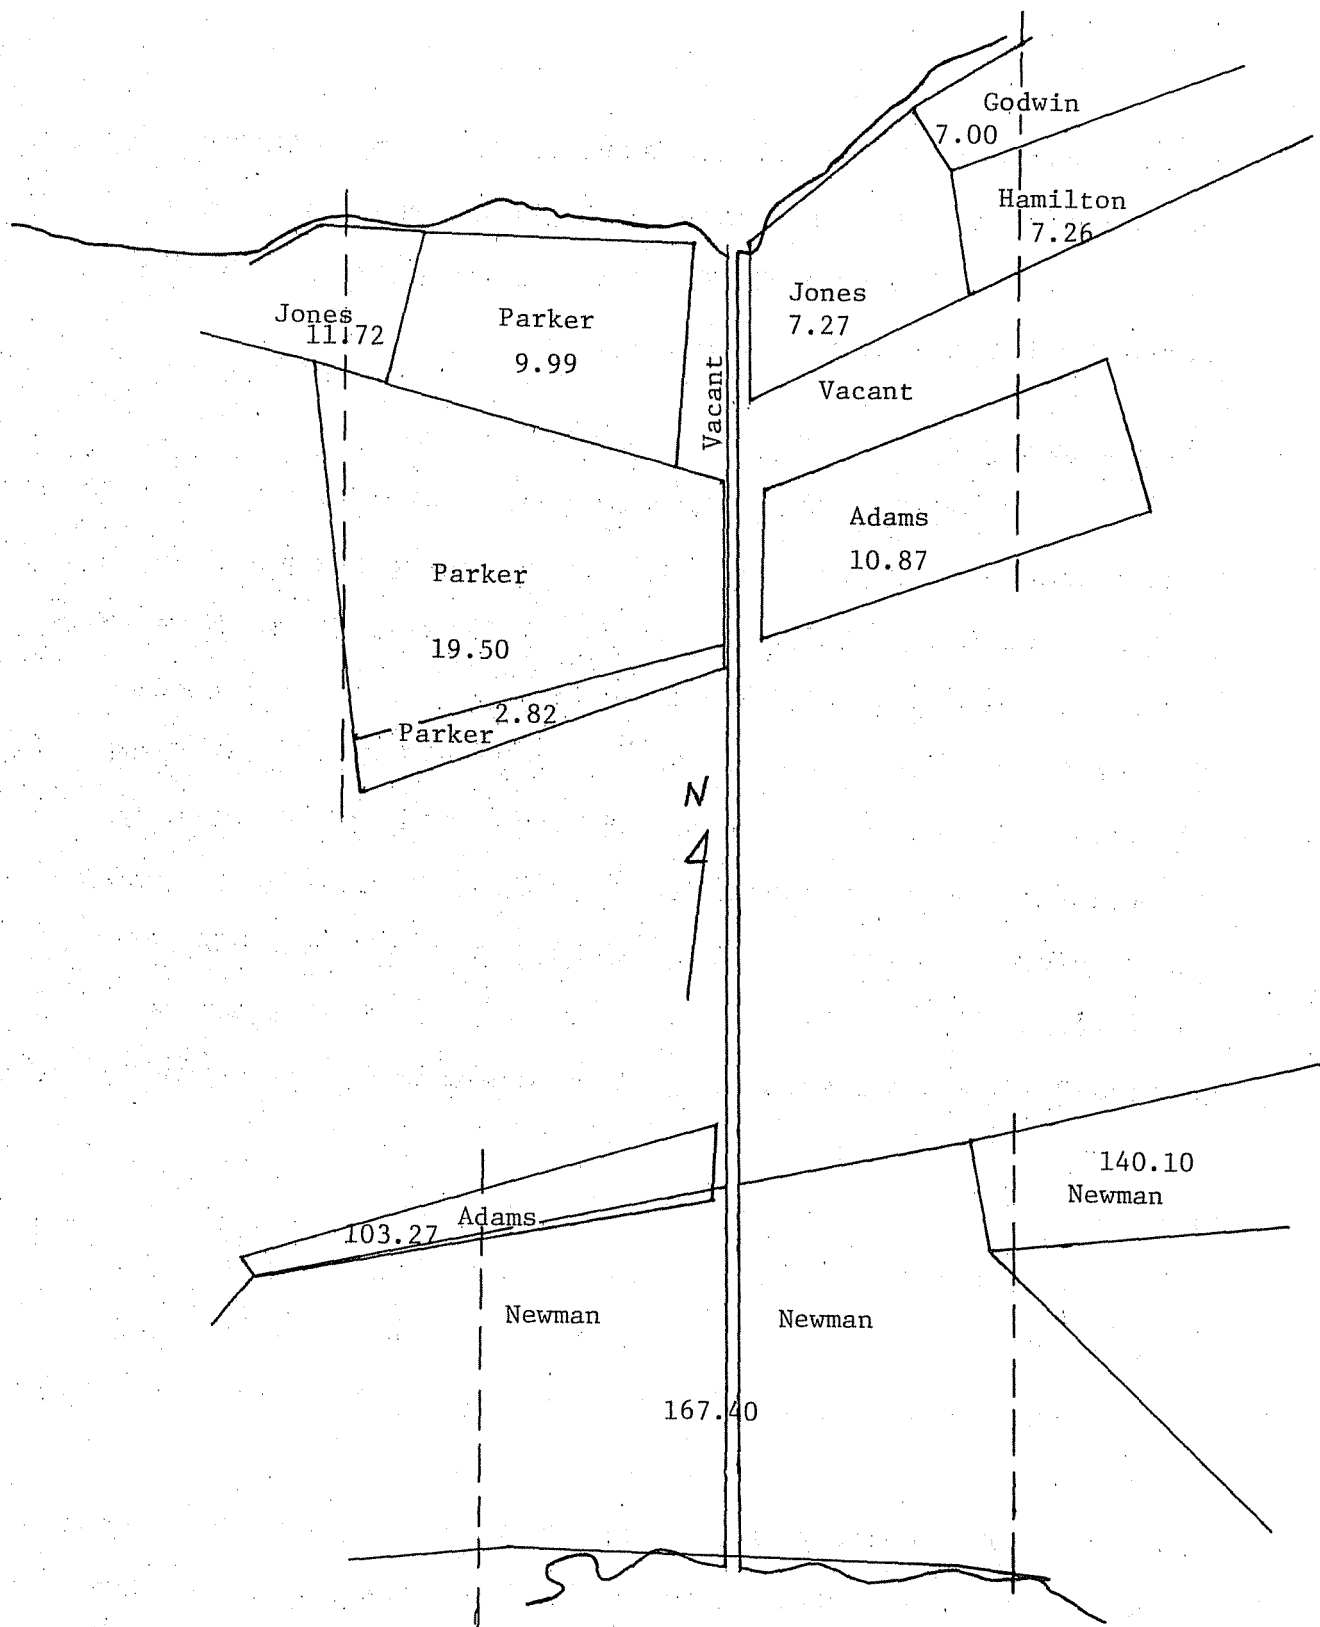 Godwin
7.00
Hamilton
7.26
Jones
7.27
Jones
11.72
Parker
9.99
Vacant
Vacant
Adams
10.87
Parker
19.50
2.82
Parker
N
140.10
Newman
Adams
103.27
Newman
Newman
167.40